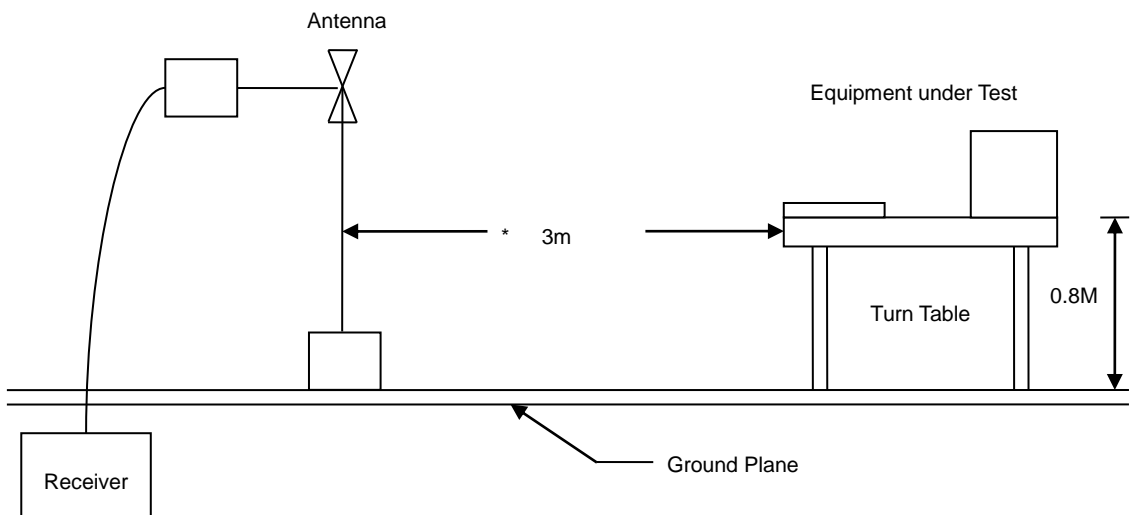 Antenna
Equipment under Test
* 3m
0.8M
Turn Table
Ground Plane
Receiver